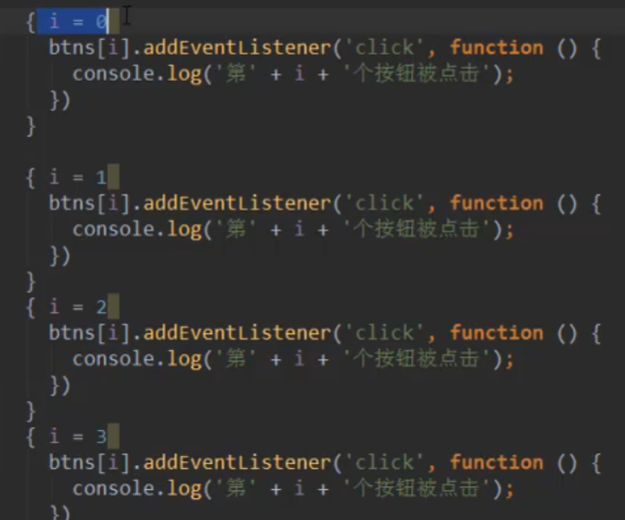 { i = 0
btns[i].addEventListener('click', function () {
console.log('第' + i + '个按钮被点击');
})
}
{ i = 1
btns[i].addEventListener('click', function () {
console.log('第' + i + '个按钮被点击');
})
}
{ i = 2
btns[i].addEventListener('click', function () {
console.log('第' + i + '个按钮被点击');
})
}
{ i = 3
btns[i].addEventListener('click', function () {
console.log('第' + i + '个按钮被点击');
})